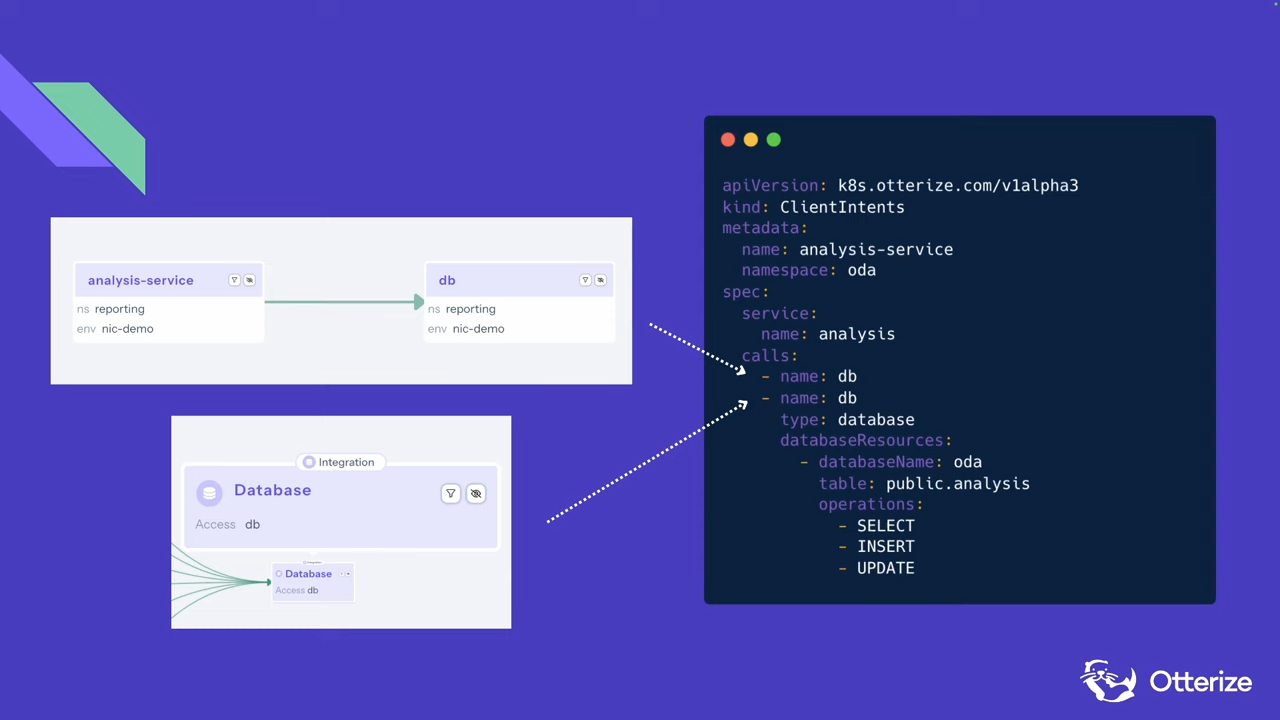 analysis-service
ns reporting
env nic-demo
db
ns reporting
env nic-demo
Integration
Database
Access db
Database
Access db
apiVersion: k8s.otterize.com/v1alpha3
kind: ClientIntents
metadata:
  name: analysis-service
  namespace: oda
spec:
  service:
    name: analysis
  calls:
    - name: db
    - name: db
      type: database
      databaseResources:
        - databaseName: oda
          table: public.analysis
          operations:
            - SELECT
            - INSERT
            - UPDATE
Otterize